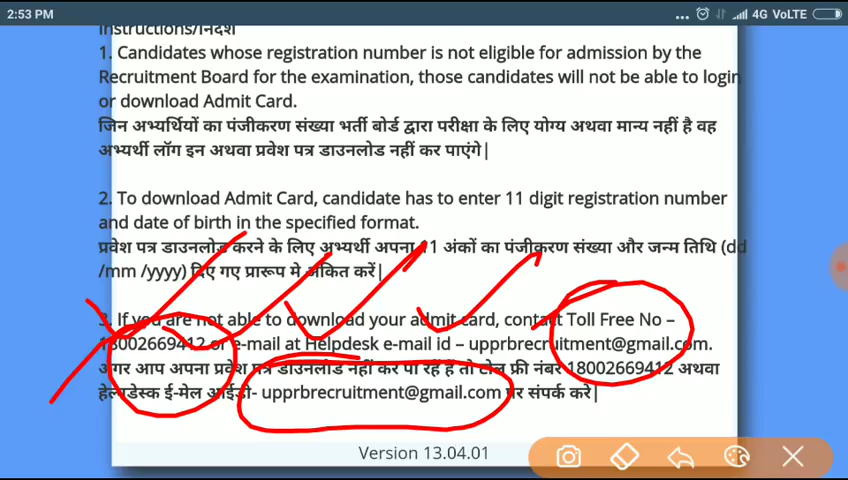 2:53 PM ... 4G VoLTE
Instructions/निर्देश
1. Candidates whose registration number is not eligible for admission by the
Recruitment Board for the examination, those candidates will not be able to login
or download Admit Card.
जिन अभ्यर्थियों का पंजीकरण संख्या भर्ती बोर्ड द्वारा परीक्षा के लिए योग्य अथवा मान्य नहीं है वह
अभ्यर्थी लॉग इन अथवा प्रवेश पत्र डाउनलोड नहीं कर पाएंगे|
2. To download Admit Card, candidate has to enter 11 digit registration number
and date of birth in the specified format.
प्रवेश पत्र डाउनलोड करने के लिए अभ्यर्थी अपना 11 अंकों का पंजीकरण संख्या और जन्म तिथि (dd
/mm /yyyy) दिए गए प्रारूप मे अंकित करें|
3. If you are not able to download your admit card, contact Toll Free No –
18002669412 or e-mail at Helpdesk e-mail id – upprbrecruitment@gmail.com.
अगर आप अपना प्रवेश पत्र डाउनलोड नहीं कर पा रहें हैं तो टोल फ्री नंबर 18002669412 अथवा
हेल्पडेस्क ई-मेल आईडी- upprbrecruitment@gmail.com पर संपर्क करे|
Version 13.04.01